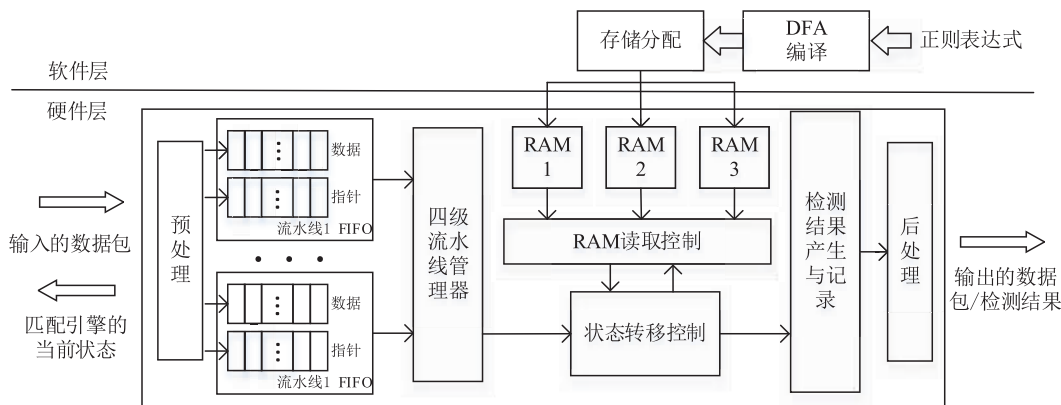 存储分配
DFA
编译
正则表达式
软件层
硬件层
输入的数据包
匹配引擎的
当前状态
预处理
数据
指针
流水线1 FIFO
• • •
数据
指针
流水线1 FIFO
四级
流水
线管
理器
RAM
1
RAM
2
RAM
3
RAM读取控制
状态转移控制
检测
结果
产生
与记
录
后处理
输出的数据
包/检测结果